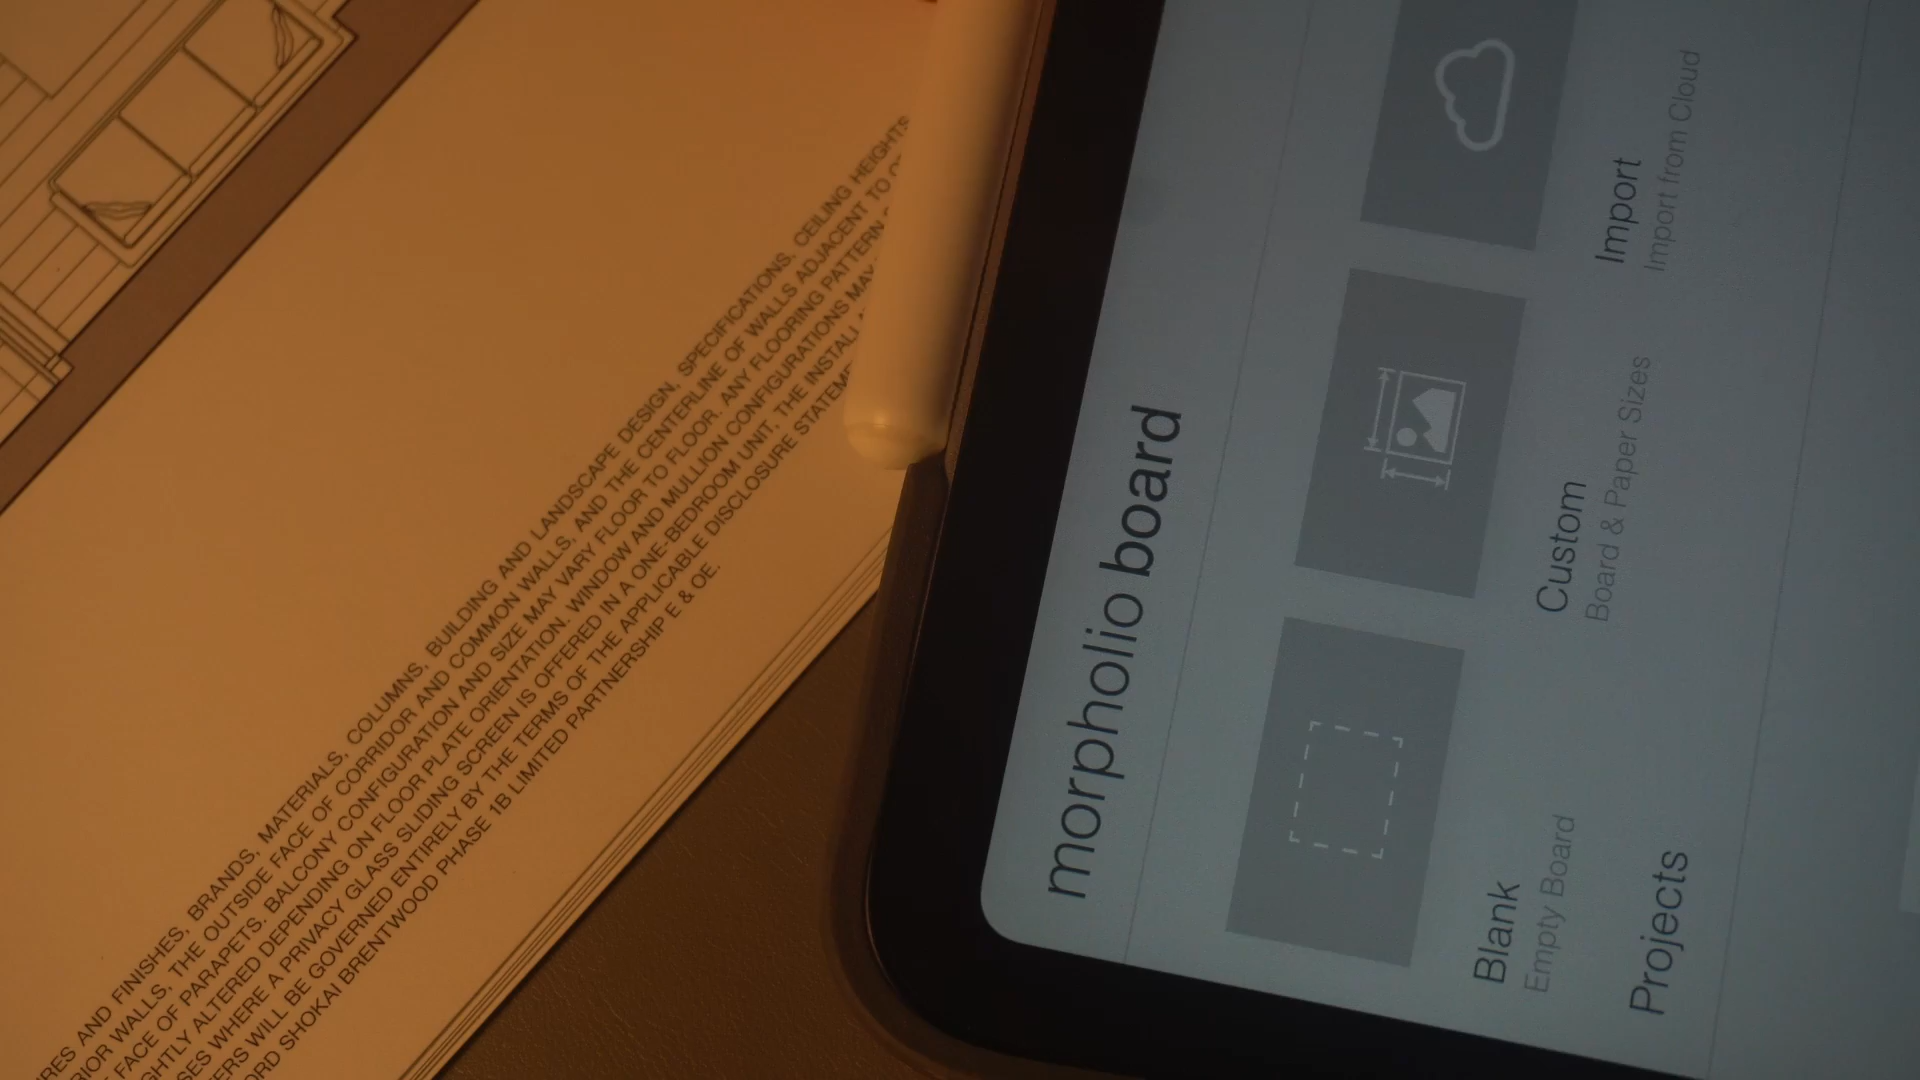 RES AND FINISHES, BRANDS, MATERIALS, COLUMNS, BUILDING AND LANDSCAPE DESIGN, SPECIFICATIONS, CEILING HEIGHTS
RIOR WALLS, THE OUTSIDE FACE OF CORRIDOR AND COMMON WALLS, AND THE CENTERLINE OF WALLS ADJACENT TO
FACE OF PARAPETS. BALCONY CONFIGURATION AND SIZE MAY VARY FLOOR TO FLOOR. ANY FLOORING PATTERN
GHTLY ALTERED DEPENDING ON FLOOR PLATE ORIENTATION. WINDOW AND MULLION CONFIGURATIONS MAY
SES WHERE A PRIVACY GLASS SLIDING SCREEN IS OFFERED IN A ONE-BEDROOM UNIT, THE INSTALL
ERS WILL BE GOVERNED ENTIRELY BY THE TERMS OF THE APPLICABLE DISCLOSURE STATEME
ORD SHOKAI BRENTWOOD PHASE 1B LIMITED PARTNERSHIP E & OE.
morpholio board
Blank
Empty Board
Custom
Board & Paper Sizes
Import
Import from Cloud
Projects